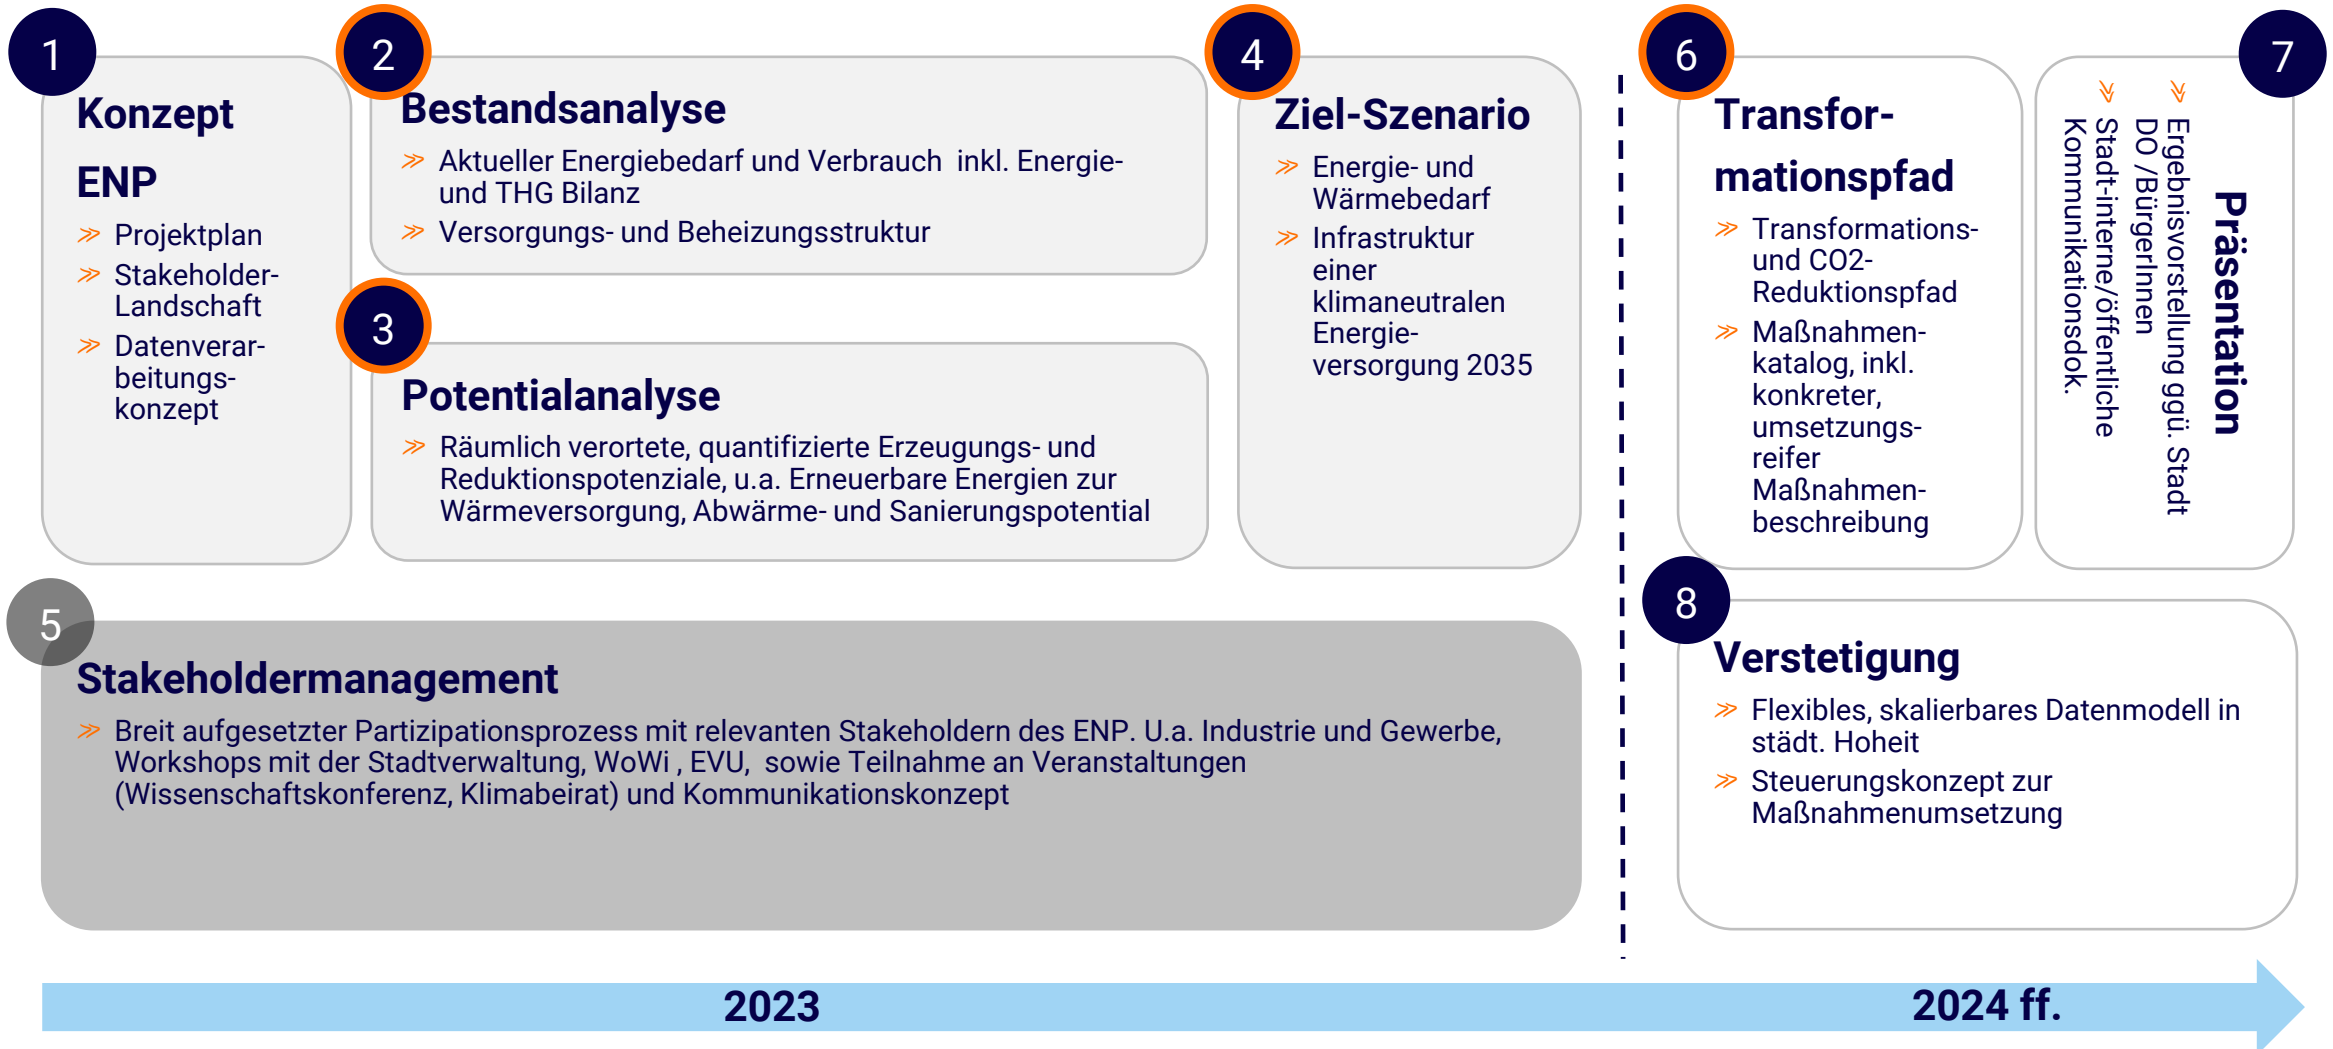 1
Konzept
ENP
Projektplan
Stakeholder-
Landschaft
Datenverar-
beitungs-
konzept
2
Bestandsanalyse
Aktueller Energiebedarf und Verbrauch inkl. Energie-
und THG Bilanz
Versorgungs- und Beheizungsstruktur
3
Potentialanalyse
Räumlich verortete, quantifizierte Erzeugungs- und
Reduktionspotenziale, u.a. Erneuerbare Energien zur
Wärmeversorgung, Abwärme- und Sanierungspotential
4
Ziel-Szenario
Energie- und
Wärmebedarf
Infrastruktur
einer
klimaneutralen
Energie-
versorgung 2035
5
Stakeholdermanagement
Breit aufgesetzter Partizipationsprozess mit relevanten Stakeholdern des ENP. U.a. Industrie und Gewerbe,
Workshops mit der Stadtverwaltung, WoWi , EVU, sowie Teilnahme an Veranstaltungen
(Wissenschaftskonferenz, Klimabeirat) und Kommunikationskonzept
6
Transfor-
mationspfad
Transformations-
und CO2-
Reduktionspfad
Maßnahmen-
katalog, inkl.
konkreter,
umsetzungs-
reifer
Maßnahmen-
beschreibung
7
Präsentation
Ergebnisvorstellung ggü. Stadt
DO /BürgerInnen
Stadt-interne/öffentliche
Kommunikationsdok.
8
Verstetigung
Flexibles, skalierbares Datenmodell in
städt. Hoheit
Steuerungskonzept zur
Maßnahmenumsetzung
2023
2024 ff.